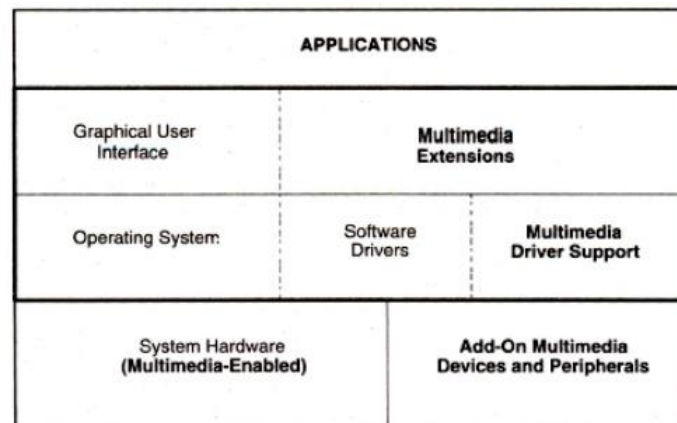 APPLICATIONS
Graphical User
Interface
Multimedia
Extensions
Operating System
Software
Drivers
Multimedia
Driver Support
System Hardware
(Multimedia-Enabled)
Add-On Multimedia
Devices and Peripherals